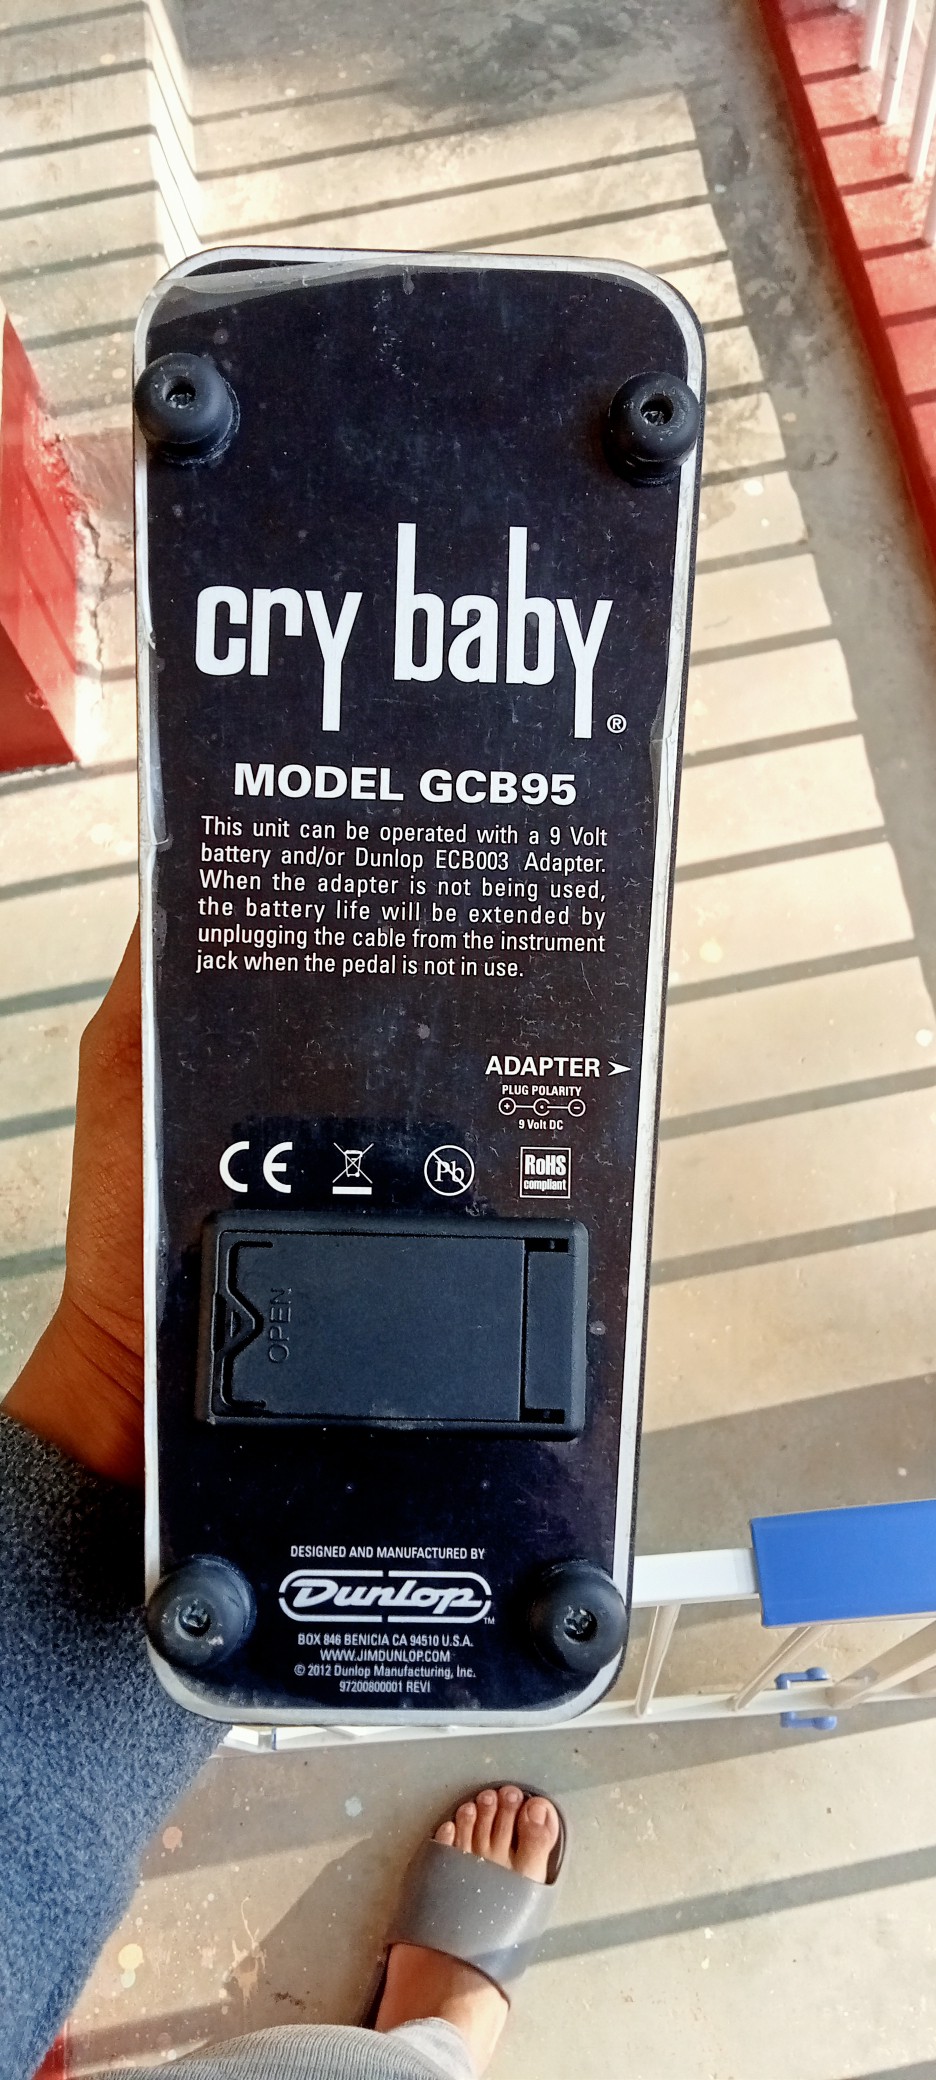 cry baby®
MODEL GCB95
This unit can be operated with a 9 Volt
battery and/or Dunlop ECB003 Adapter.
When the adapter is not being used,
the battery life will be extended by
unplugging the cable from the instrument
jack when the pedal is not in use.
ADAPTER ➢
PLUG POLARITY
+ −
9 Volt DC
CE
Pb
RoHS
compliant
OPEN
DESIGNED AND MANUFACTURED BY
Dunlop™
BOX 846 BENICIA CA 94510 U.S.A.
WWW.JIMDUNLOP.COM
© 2012 Dunlop Manufacturing, Inc.
97200800001 REVI